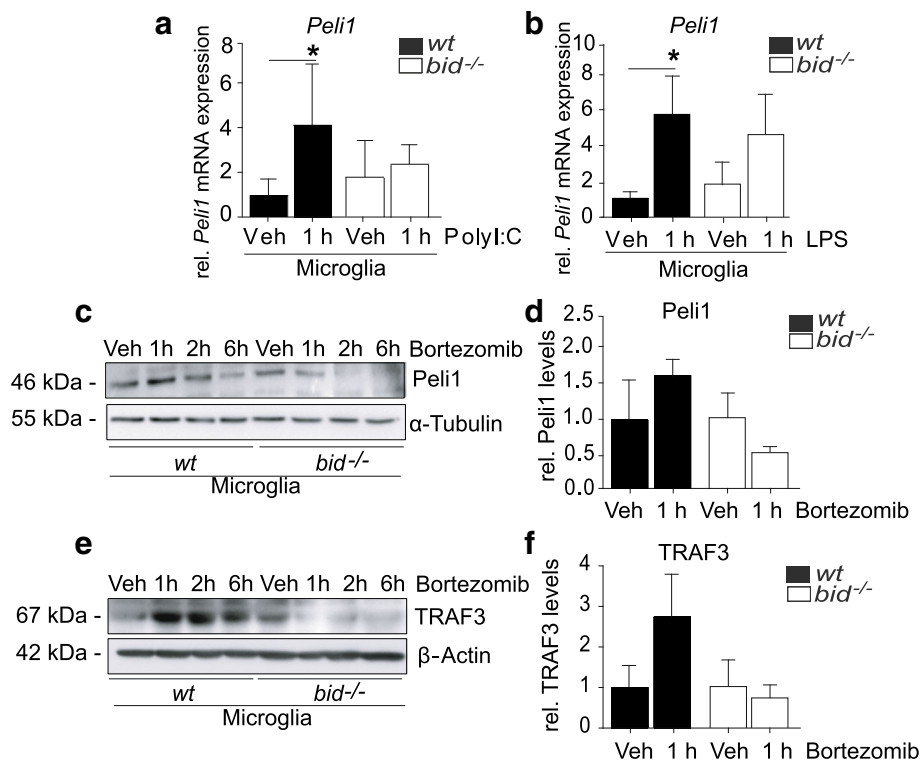 a
Peli1
wt
bid-/-
rel. Peli1 mRNA expression
8
6
4
2
0
*
Veh 1 h Veh 1 h PolyI:C
Microglia
b
Peli1
wt
bid-/-
rel. Peli1 mRNA expression
10
8
6
4
2
0
*
Veh 1 h Veh 1 h LPS
Microglia
c
Veh 1h 2h 6h Veh 1h 2h 6h Bortezomib
46 kDa - Peli1
55 kDa - α-Tubulin
wt bid-/-
Microglia
d
Peli1
wt
bid-/-
rel. Peli1 levels
2.5
2.0
1.5
1.0
0.5
0.0
Veh 1 h Veh 1 h Bortezomib
e
Veh 1h 2h 6h Veh 1h 2h 6h Bortezomib
67 kDa - TRAF3
42 kDa - β-Actin
wt bid-/-
Microglia
f
TRAF3
wt
bid-/-
rel. TRAF3 levels
4
3
2
1
0
Veh 1 h Veh 1 h Bortezomib